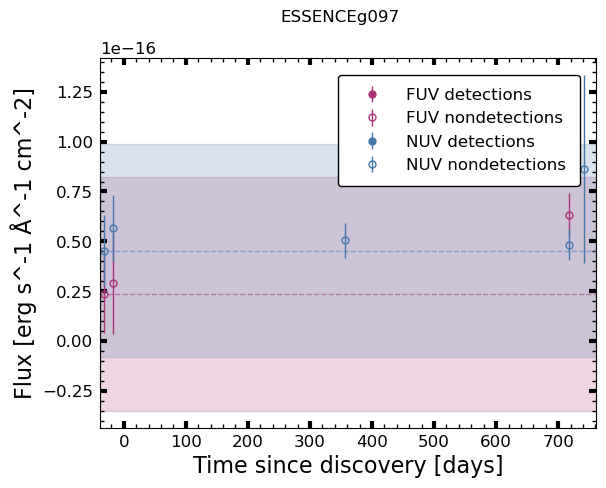 ESSENCEg097
1e−16
FUV detections
FUV nondetections
NUV detections
NUV nondetections
1.25
1.00
0.75
0.50
0.25
0.00
−0.25
Flux [erg s^-1 Å^-1 cm^-2]
0 100 200 300 400 500 600 700
Time since discovery [days]